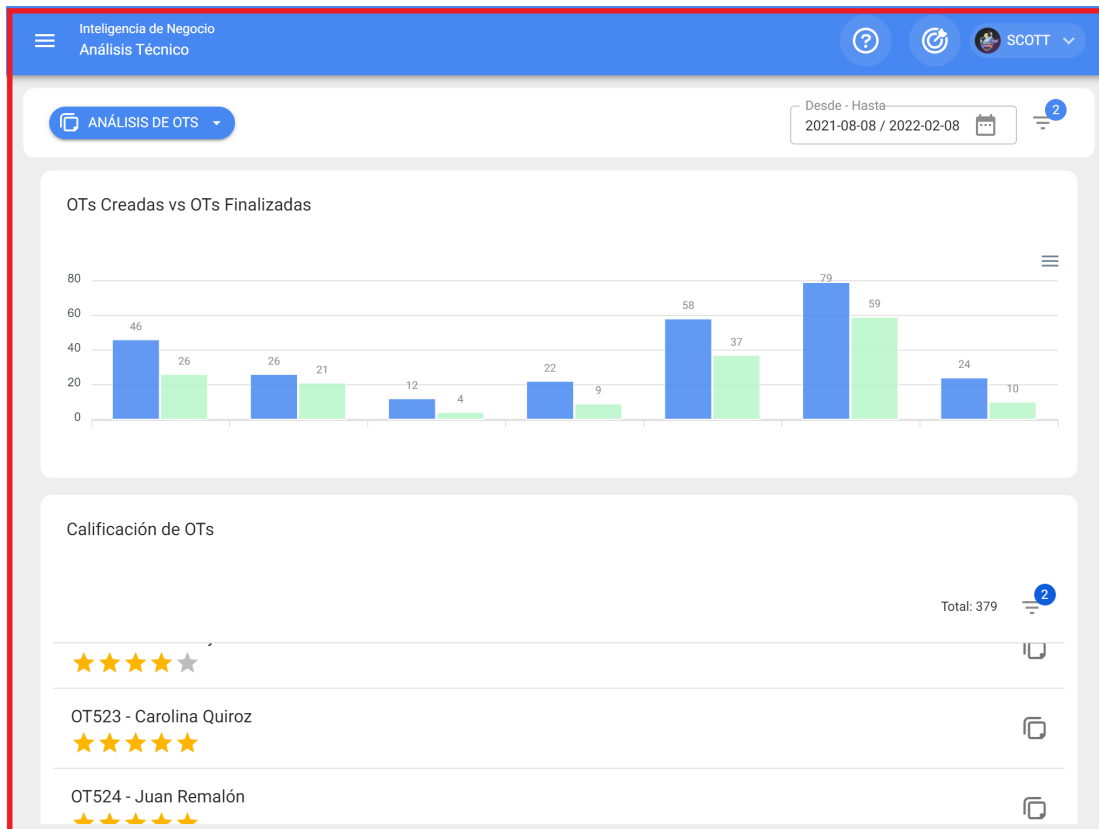 Inteligencia de Negocio
Análisis Técnico
SCOTT
ANÁLISIS DE OTS
Desde - Hasta
2021-08-08 / 2022-02-08
2
OTs Creadas vs OTs Finalizadas
80
60
40
20
0
46
26
26
21
12
4
22
9
58
37
79
59
24
10
Calificación de OTs
Total: 379
2
OT523 - Carolina Quiroz
OT524 - Juan Remalón